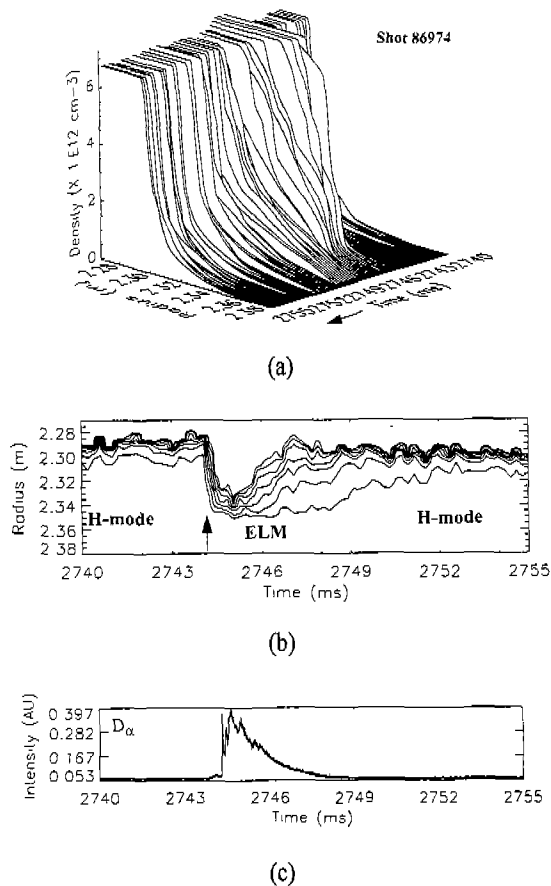 Shot 86974
6
4
2
0
Density (X 1 E12 cm-3)
Radius (m)
Time (ms)
(a)
2.28
2.30
2.34
2 36
2 38
Radius (m)
H-mode
ELM
H-mode
2740 2743 2746 2749 2752 2755
Time (ms)
(b)
0 397
0.282
0 167
0 053
Intensity (AU)
Dα
2740 2743 2746 2749 2752 2755
Time (ms)
(c)